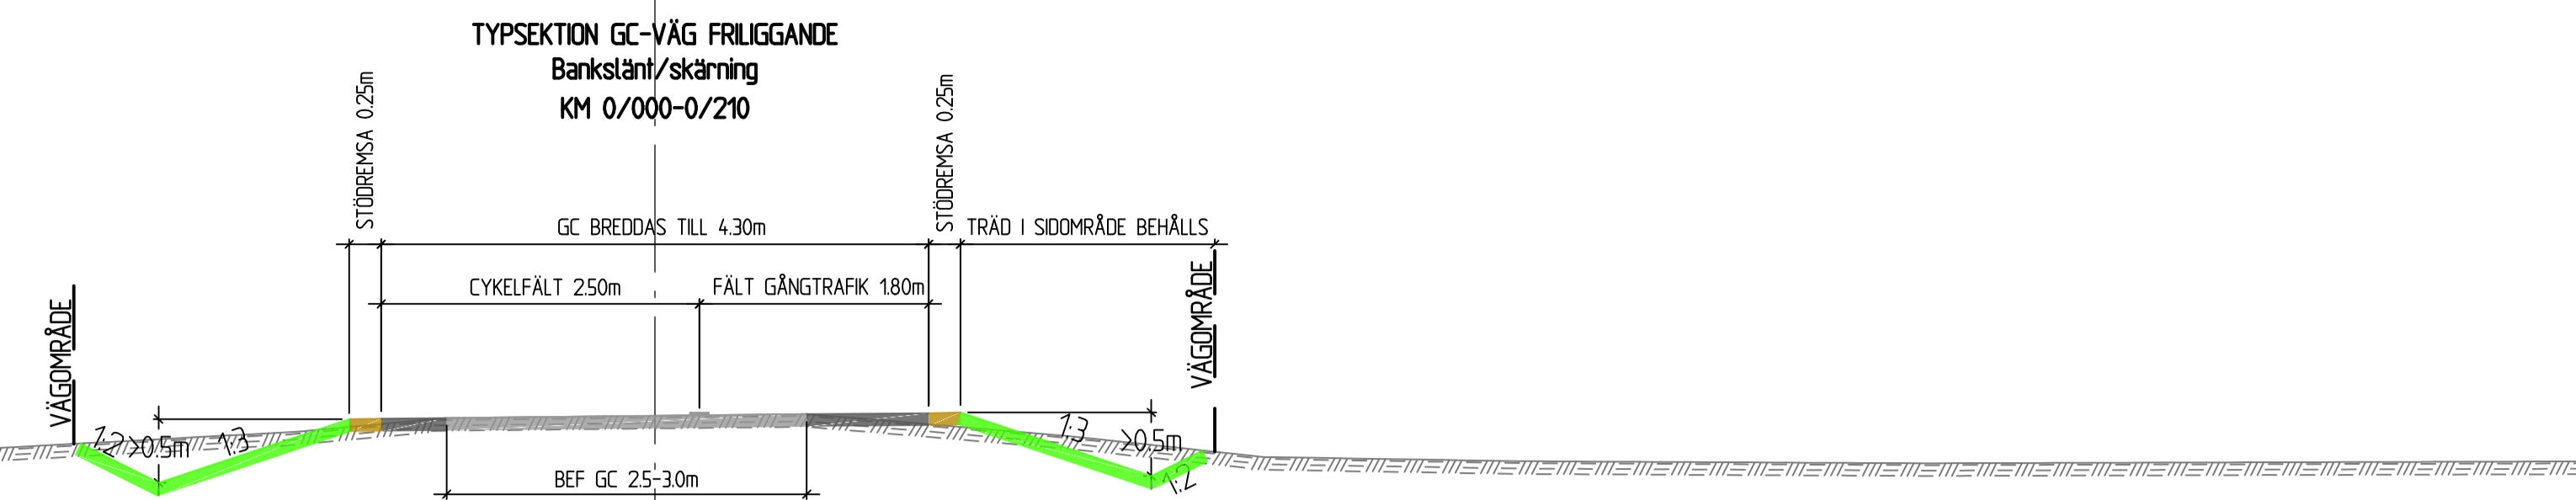 TYPSEKTION GC-VÄG FRILIGGANDE
Bankslänt/skärning
KM 0/000-0/210
STÖDREMSA 0.25m
STÖDREMSA 0.25m
GC BREDDAS TILL 4.30m
TRÄD I SIDOMRÅDE BEHÅLLS
CYKELFÄLT 2.50m
FÄLT GÅNGTRAFIK 1.80m
VÄGOMRÅDE
VÄGOMRÅDE
1:2
>0.5m
1:3
1:3
>0.5m
1:2
BEF GC 2.5-3.0m